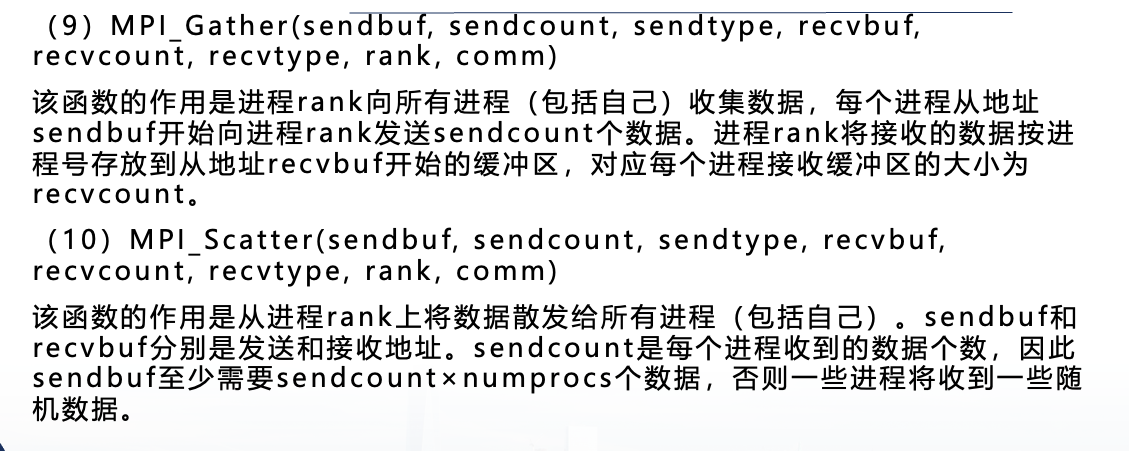 （9）MPI_Gather(sendbuf, sendcount, sendtype, recvbuf,
recvcount, recvtype, rank, comm)
该函数的作用是进程rank向所有进程（包括自己）收集数据，每个进程从地址
sendbuf开始向进程rank发送sendcount个数据。进程rank将接收的数据按进
程号存放到从地址recvbuf开始的缓冲区，对应每个进程接收缓冲区的大小为
recvcount。
（10）MPI_Scatter(sendbuf, sendcount, sendtype, recvbuf,
recvcount, recvtype, rank, comm)
该函数的作用是从进程rank上将数据散发给所有进程（包括自己）。sendbuf和
recvbuf分别是发送和接收地址。sendcount是每个进程收到的数据个数，因此
sendbuf至少需要sendcount×numprocs个数据，否则一些进程将收到一些随
机数据。